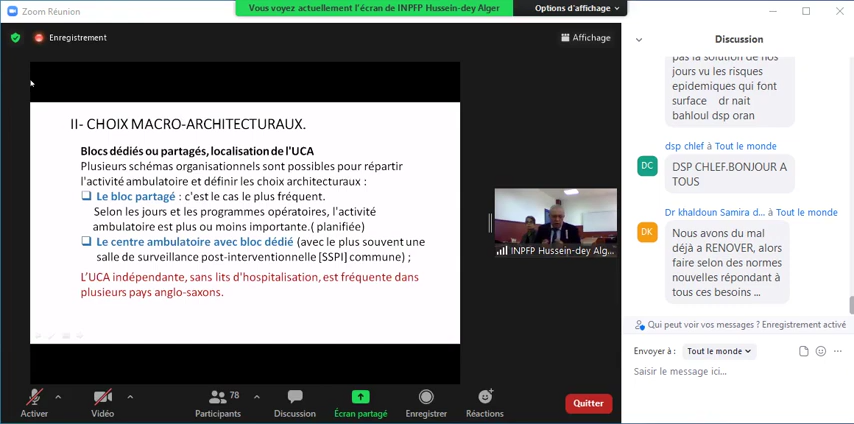 Zoom Réunion
Vous voyez actuellement l'écran de INPFP Hussein-dey Alger
Options d'affichage
Enregistrement
Affichage
II- CHOIX MACRO-ARCHITECTURAUX.
Blocs dédiés ou partagés, localisation de l'UCA
Plusieurs schémas organisationnels sont possibles pour répartir
l'activité ambulatoire et définir les choix architecturaux :
Le bloc partagé : c'est le cas le plus fréquent.
Selon les jours et les programmes opératoires, l'activité
ambulatoire est plus ou moins importante.( planifiée)
Le centre ambulatoire avec bloc dédié (avec le plus souvent une
salle de surveillance post-interventionnelle [SSPI] commune) ;
L'UCA indépendante, sans lits d'hospitalisation, est fréquente dans
plusieurs pays anglo-saxons.
INPFP Hussein-dey Alg...
Activer
Vidéo
78
Participants
Discussion
Écran partagé
Enregistrer
Réactions
Quitter
Discussion
pas la solution de nos
jours vu les risques
epidemiques qui font
surface dr nait
bahloul dsp oran
dsp chlef à Tout le monde
DC
DSP CHLEF.BONJOUR A
TOUS
Dr khaldoun Samira d... à Tout le monde
DK
Nous avons du mal
déjà a RENOVER, alors
faire selon des normes
nouvelles répondant à
tous ces besoins ...
Qui peut voir vos messages ? Enregistrement activé
Envoyer à :
Tout le monde
Saisir le message ici...